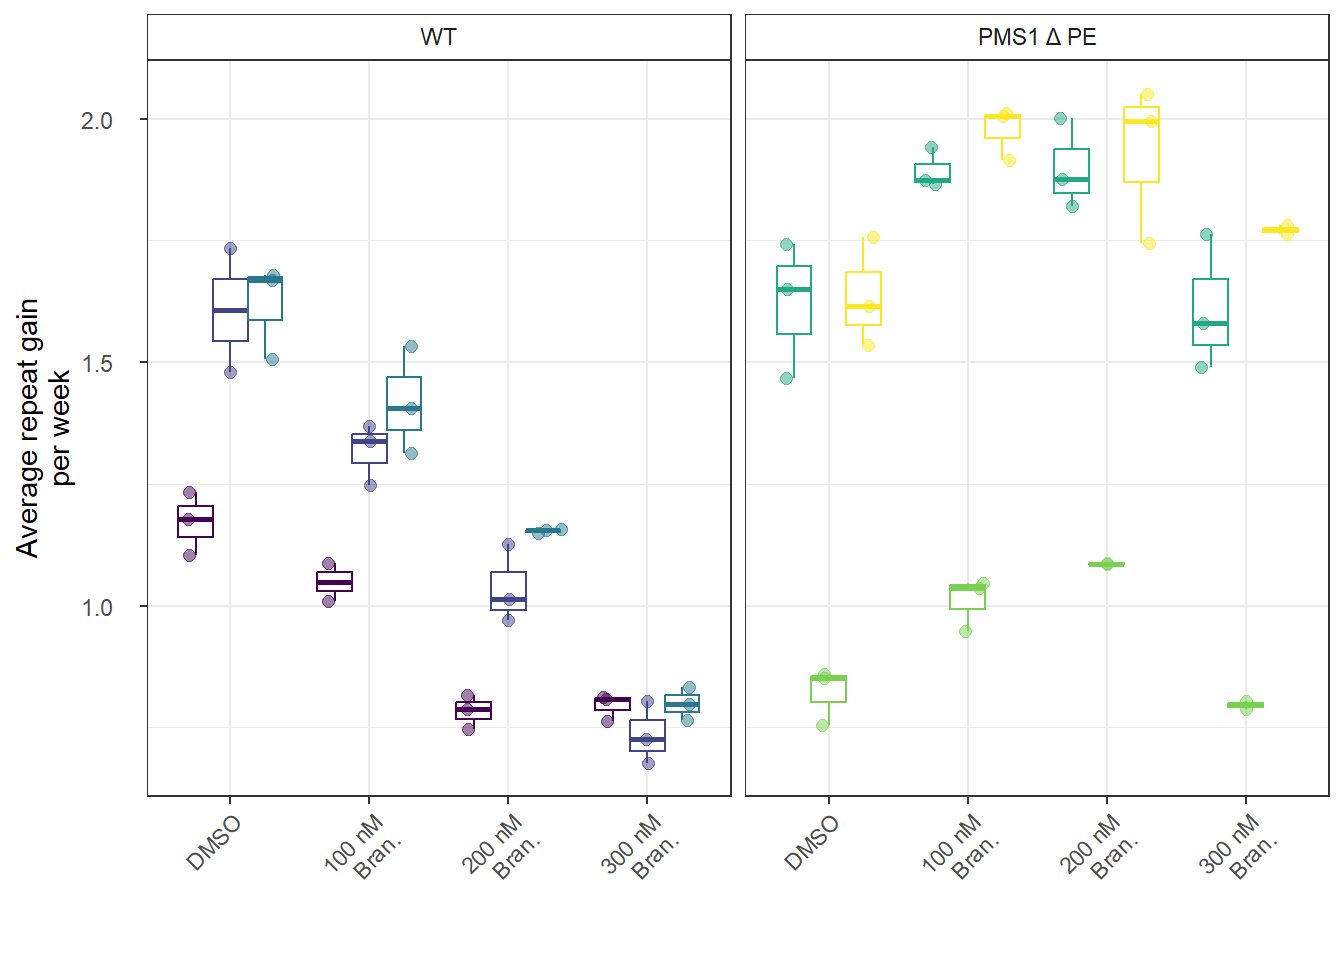 WT
PMS1 Δ PE
Average repeat gain
per week
2.0
1.5
1.0
DMSO
100 nM
Bran.
200 nM
Bran.
300 nM
Bran.
DMSO
100 nM
Bran.
200 nM
Bran.
300 nM
Bran.